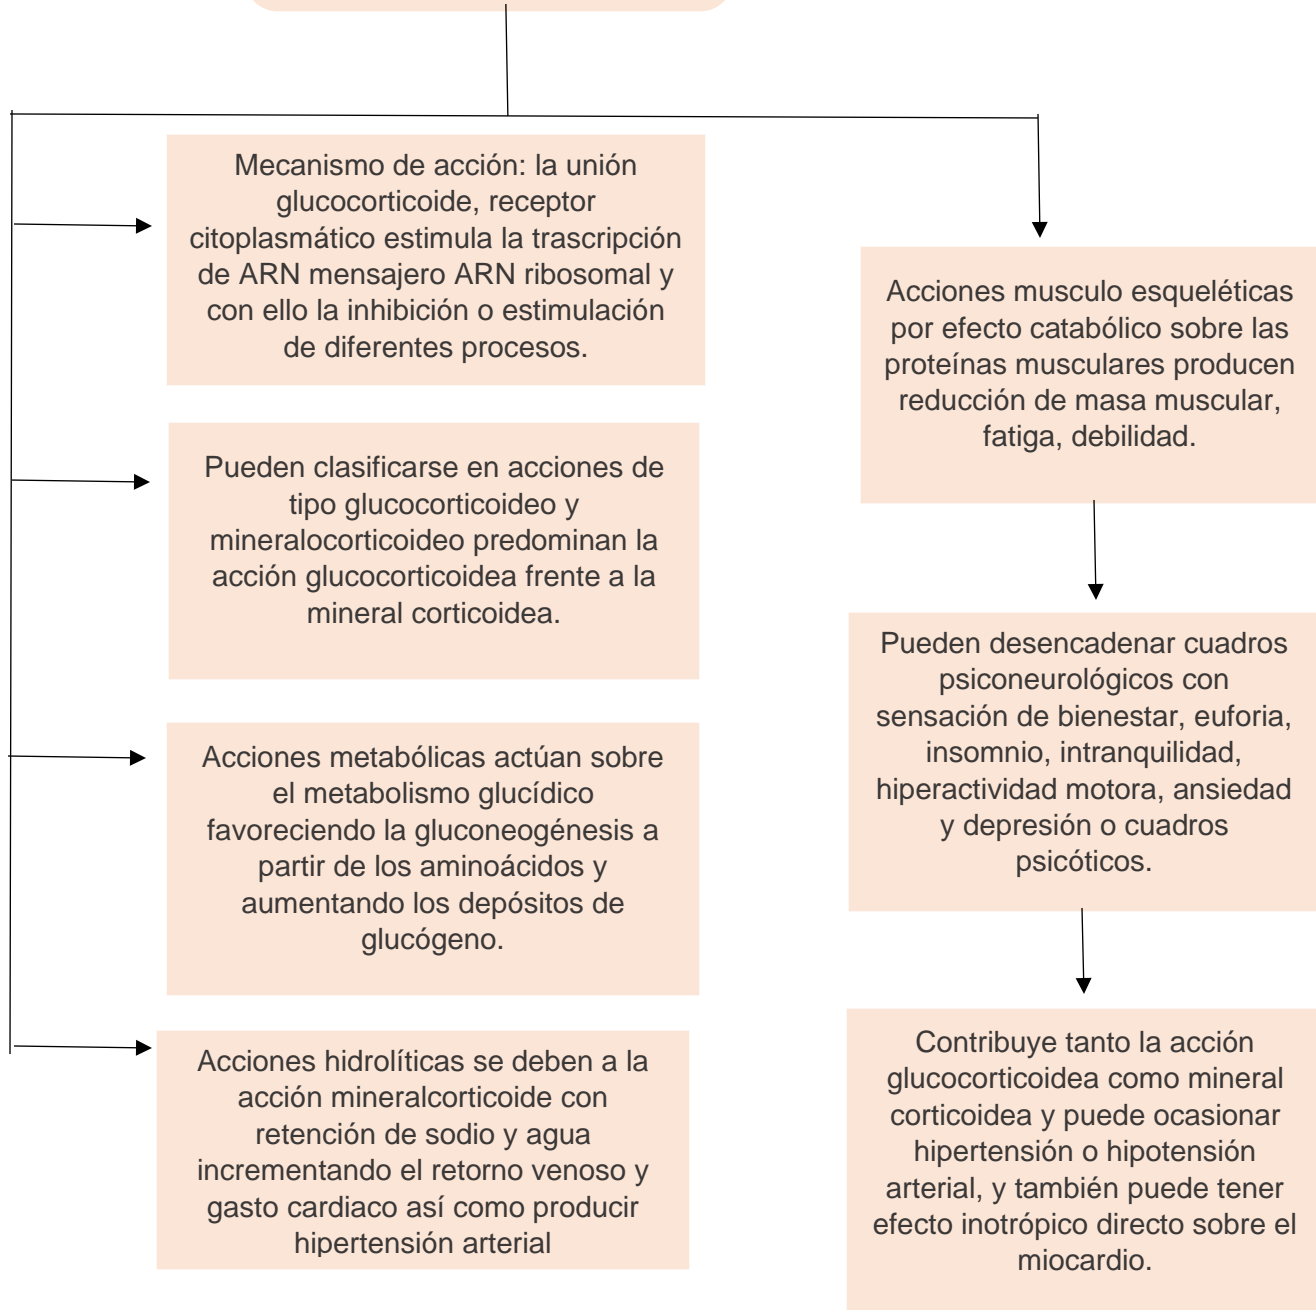 Mecanismo de acción: la unión
glucocorticoide, receptor
citoplasmático estimula la trascripción
de ARN mensajero ARN ribosomal y
con ello la inhibición o estimulación
de diferentes procesos.
Pueden clasificarse en acciones de
tipo glucocorticoideo y
mineralocorticoideo predominan la
acción glucocorticoidea frente a la
mineral corticoidea.
Acciones metabólicas actúan sobre
el metabolismo glucídico
favoreciendo la gluconeogénesis a
partir de los aminoácidos y
aumentando los depósitos de
glucógeno.
Acciones hidrolíticas se deben a la
acción mineralcorticoide con
retención de sodio y agua
incrementando el retorno venoso y
gasto cardiaco así como producir
hipertensión arterial
Acciones musculo esqueléticas
por efecto catabólico sobre las
proteínas musculares producen
reducción de masa muscular,
fatiga, debilidad.
Pueden desencadenar cuadros
psiconeurológicos con
sensación de bienestar, euforia,
insomnio, intranquilidad,
hiperactividad motora, ansiedad
y depresión o cuadros
psicóticos.
Contribuye tanto la acción
glucocorticoidea como mineral
corticoidea y puede ocasionar
hipertensión o hipotensión
arterial, y también puede tener
efecto inotrópico directo sobre el
miocardio.